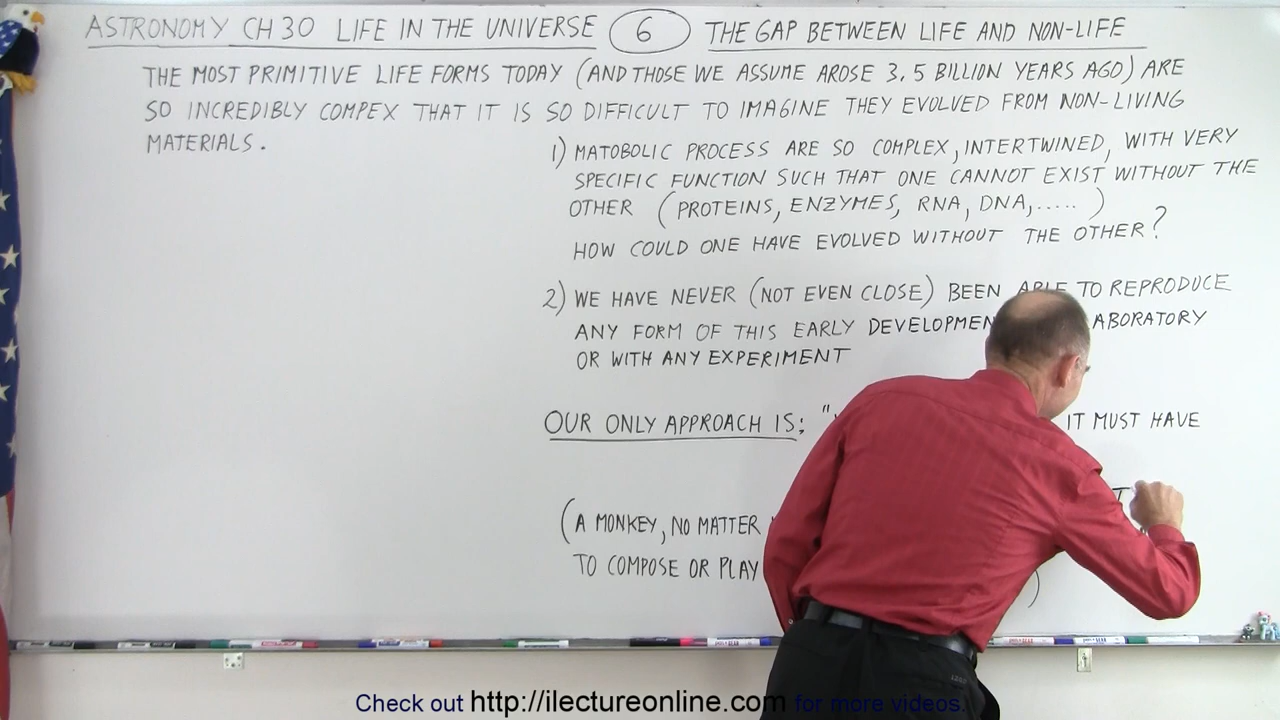 ASTRONOMY CH 30 LIFE IN THE UNIVERSE 6 THE GAP BETWEEN LIFE AND NON-LIFE
THE MOST PRIMITIVE LIFE FORMS TODAY (AND THOSE WE ASSUME AROSE 3.5 BILLION YEARS AGO) ARE
SO INCREDIBLY COMPEX THAT IT IS SO DIFFICULT TO IMAGINE THEY EVOLVED FROM NON-LIVING
MATERIALS.
1) MATOBOLIC PROCESS ARE SO COMPLEX, INTERTWINED, WITH VERY
SPECIFIC FUNCTION SUCH THAT ONE CANNOT EXIST WITHOUT THE
OTHER (PROTEINS, ENZYMES, RNA, DNA,.....)
HOW COULD ONE HAVE EVOLVED WITHOUT THE OTHER?
2) WE HAVE NEVER (NOT EVEN CLOSE) BEEN ABLE TO REPRODUCE
ANY FORM OF THIS EARLY DEVELOPMEN ABORATORY
OR WITH ANY EXPERIMENT
OUR ONLY APPROACH IS: " IT MUST HAVE
(A MONKEY, NO MATTER
TO COMPOSE OR PLAY )
Check out http://ilectureonline.com for more videos.